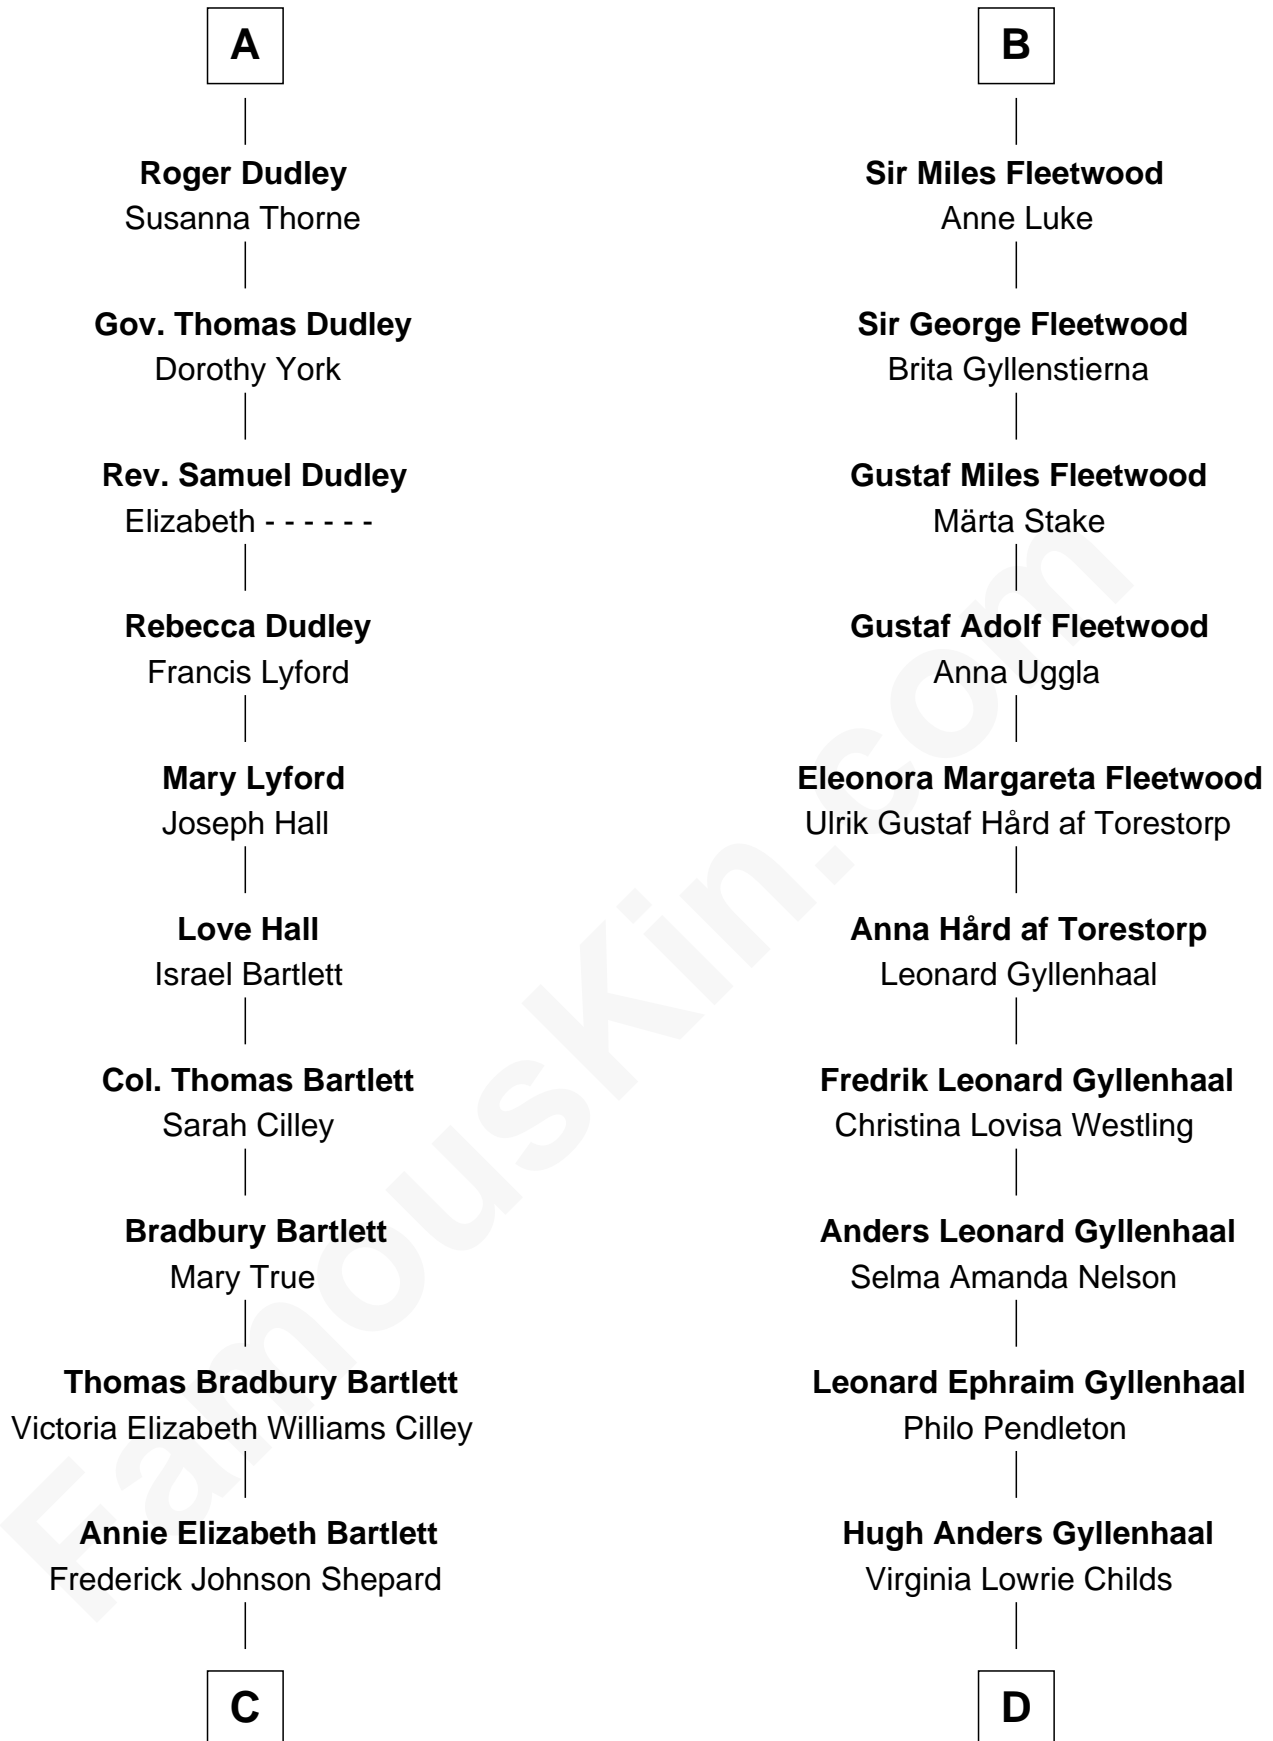 A
Roger Dudley
Susanna Thorne
Gov. Thomas Dudley
Dorothy York
Rev. Samuel Dudley
Elizabeth - - - - - -
Rebecca Dudley
Francis Lyford
Mary Lyford
Joseph Hall
Love Hall
Israel Bartlett
Col. Thomas Bartlett
Sarah Cilley
Bradbury Bartlett
Mary True
Thomas Bradbury Bartlett
Victoria Elizabeth Williams Cilley
Annie Elizabeth Bartlett
Frederick Johnson Shepard
C
B
Sir Miles Fleetwood
Anne Luke
Sir George Fleetwood
Brita Gyllenstierna
Gustaf Miles Fleetwood
Märta Stake
Gustaf Adolf Fleetwood
Anna Uggla
Eleonora Margareta Fleetwood
Ulrik Gustaf Hård af Torestorp
Anna Hård af Torestorp
Leonard Gyllenhaal
Fredrik Leonard Gyllenhaal
Christina Lovisa Westling
Anders Leonard Gyllenhaal
Selma Amanda Nelson
Leonard Ephraim Gyllenhaal
Philo Pendleton
Hugh Anders Gyllenhaal
Virginia Lowrie Childs
D
FamousKin.com